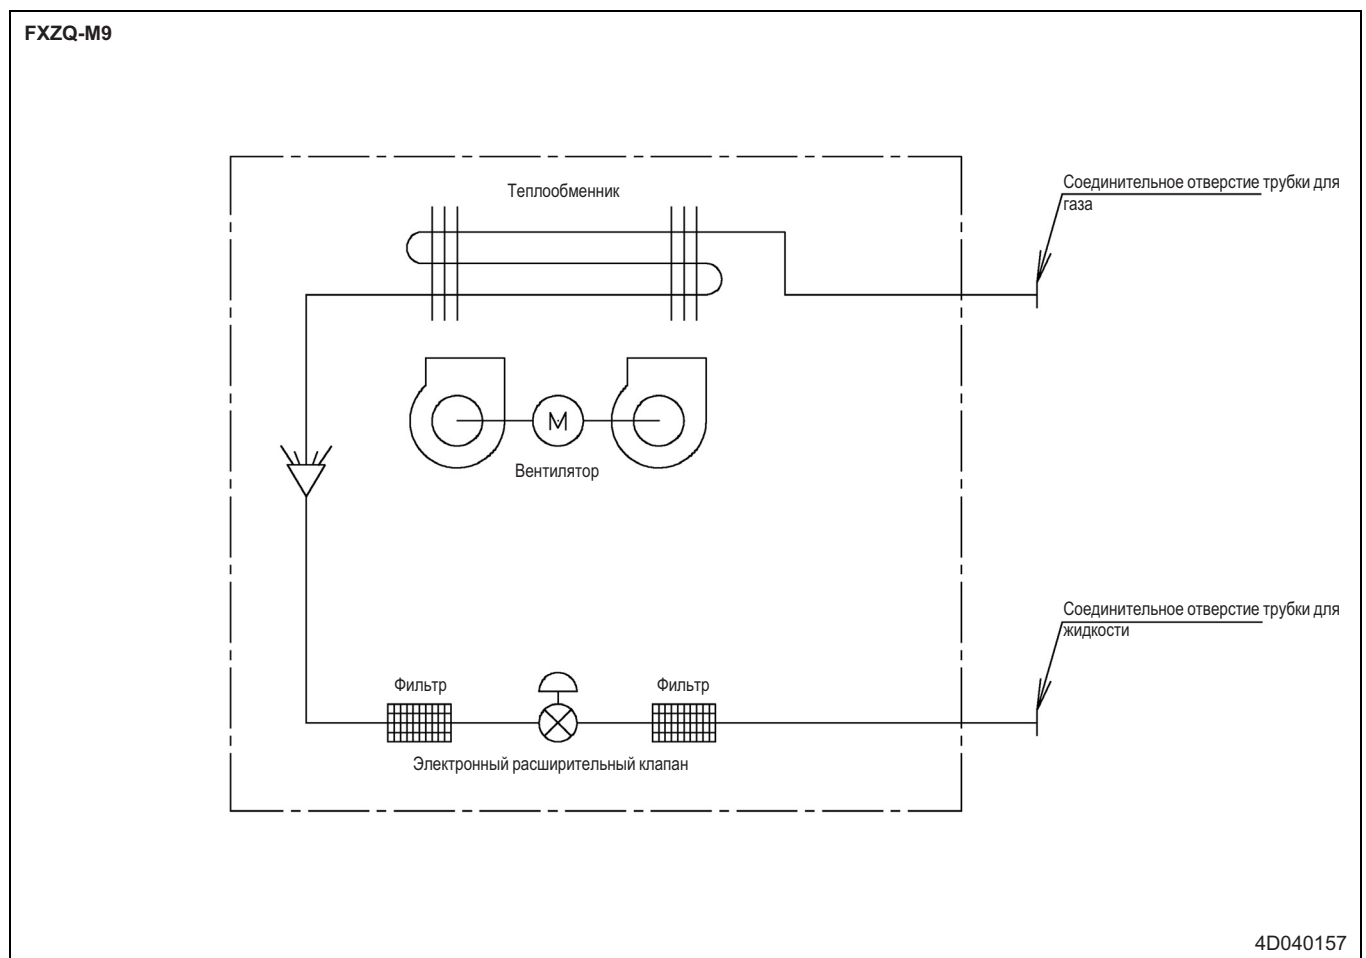 FXZQ-M9
Теплообменник
Соединительное отверстие трубки для
газа
M
Вентилятор
Соединительное отверстие трубки для
жидкости
Фильтр
Фильтр
Электронный расширительный клапан
4D040157